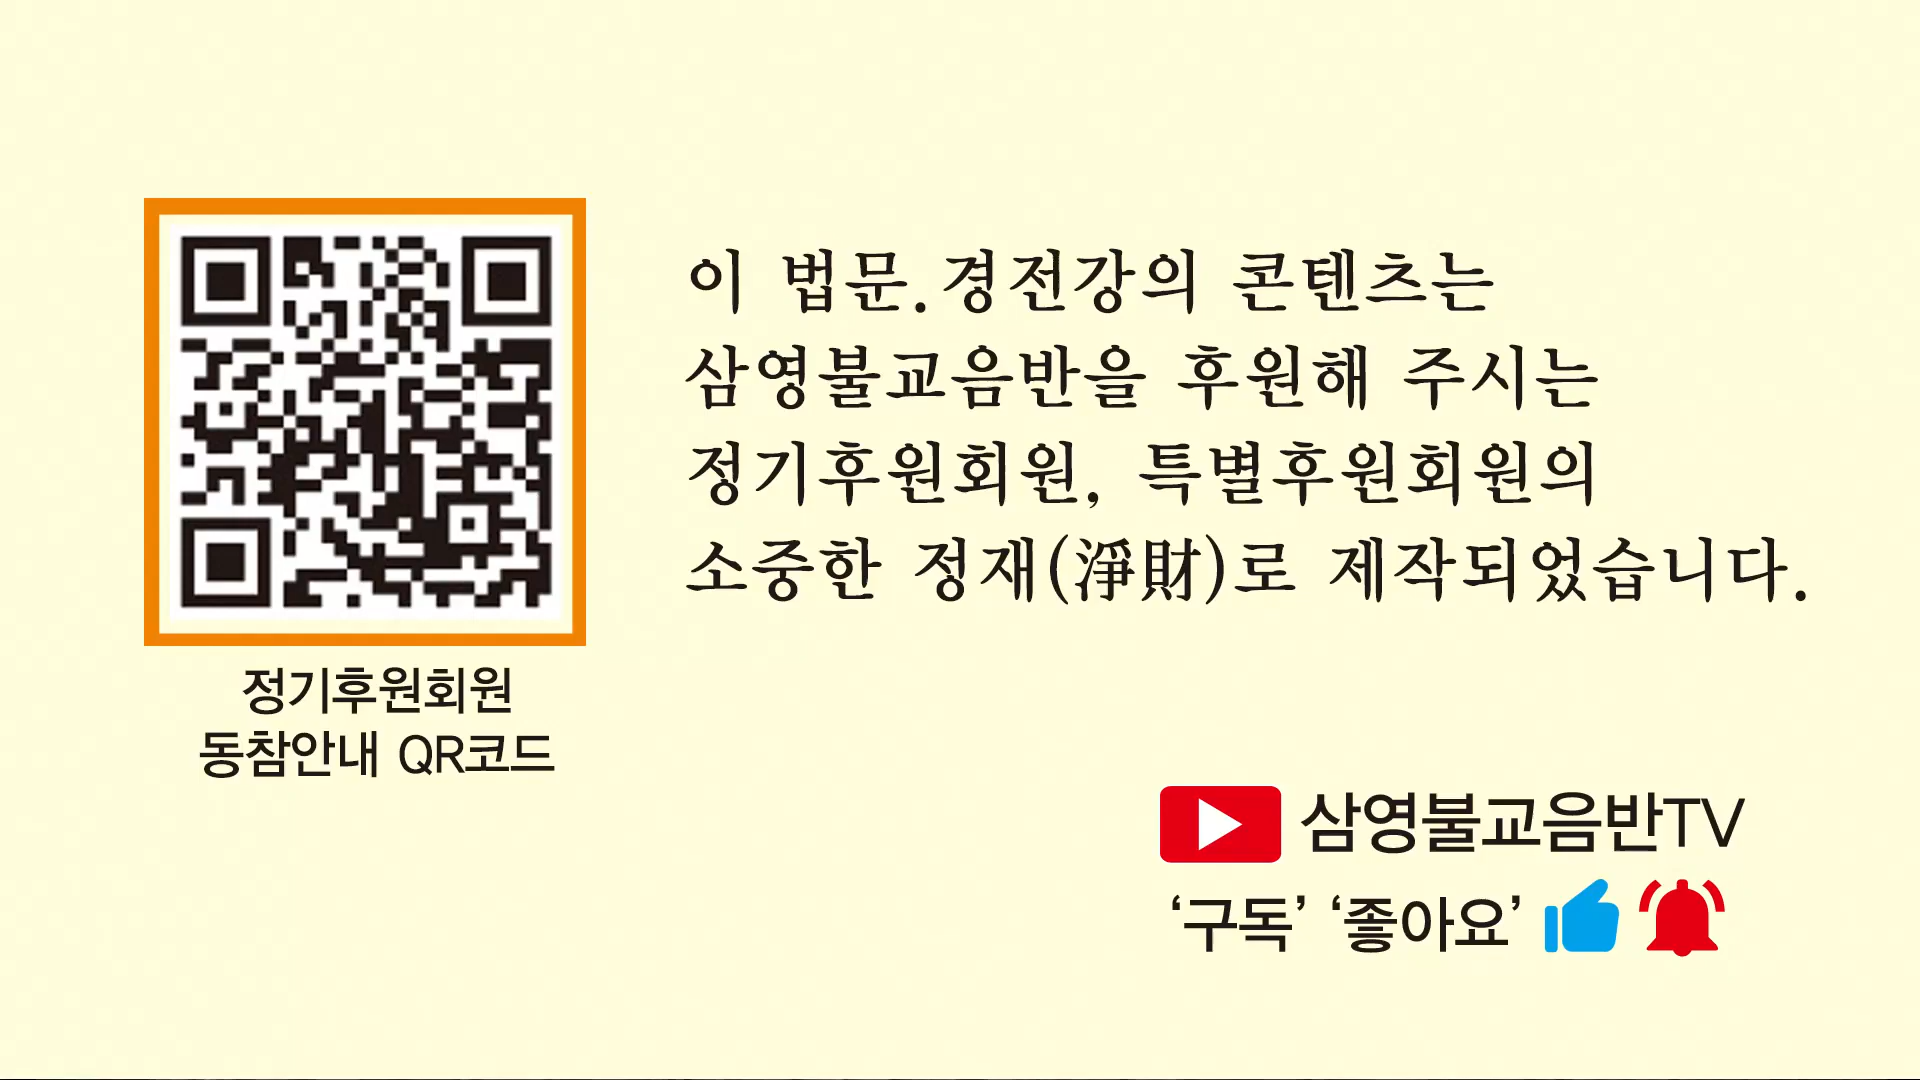 이 법문.경전강의 콘텐츠는
삼영불교음반을 후원해 주시는
정기후원회원, 특별후원회원의
소중한 정재(淨財)로 제작되었습니다.
정기후원회원
동참안내 QR코드
삼영불교음반TV
‘구독’ ‘좋아요’